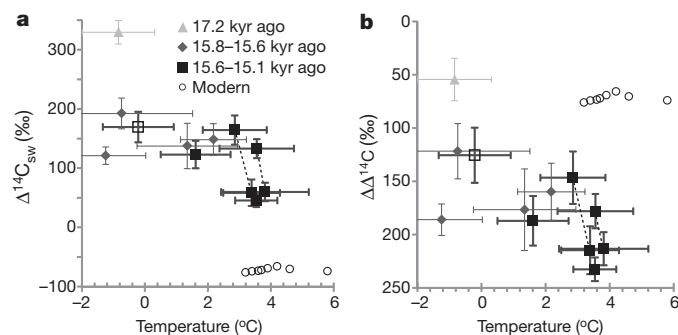 a
17.2 kyr ago
15.8–15.6 kyr ago
15.6–15.1 kyr ago
Modern
300
200
100
0
–100
Δ¹⁴Csw (‰)
–2 0 2 4 6
Temperature (°C)
b
0
50
100
150
200
250
ΔΔ¹⁴C (‰)
–2 0 2 4 6
Temperature (°C)